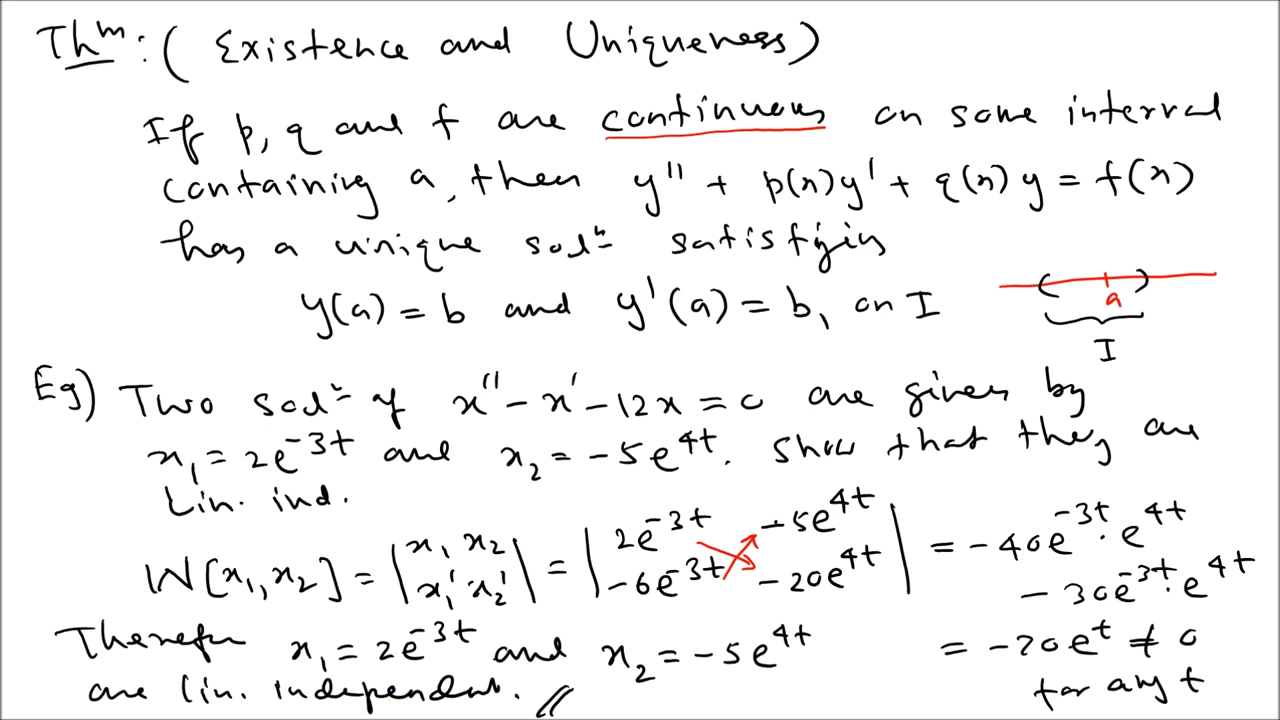 Thᵐ: ( Existence and Uniqueness )
If p, q and f are continuous on some interval
containing a, then y'' + p(x)y' + q(x)y = f(x)
has a unique solⁿ satisfying
y(a) = b and y'(a) = b₁ on I
a
I
Eg) Two solⁿ of x'' - x' - 12x = 0 are given by
x₁ = 2e^-3t and x₂ = -5e^4t. Show that they are
Lin. ind.
W[x₁, x₂] = |x₁ x₂| = |2e^-3t -5e^4t| = -40e^-3t · e^4t
|x₁' x₂'| |-6e^-3t -20e^4t| - 30e^-3t · e^4t
Therefore x₁ = 2e^-3t and x₂ = -5e^4t = -70e^t ≠ 0
are lin. independent. // for any t